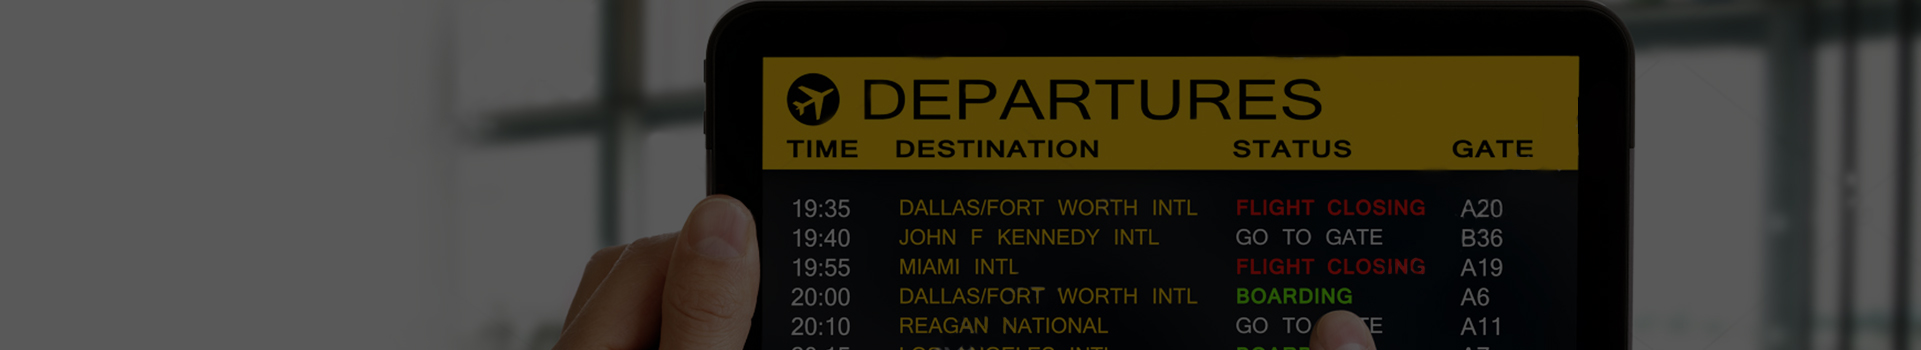 DEPARTURES
TIME DESTINATION STATUS GATE
19:35 DALLAS/FORT WORTH INTL FLIGHT CLOSING A20
19:40 JOHN F KENNEDY INTL GO TO GATE B36
19:55 MIAMI INTL FLIGHT CLOSING A19
20:00 DALLAS/FORT WORTH INTL BOARDING A6
20:10 REAGAN NATIONAL GO TO A11